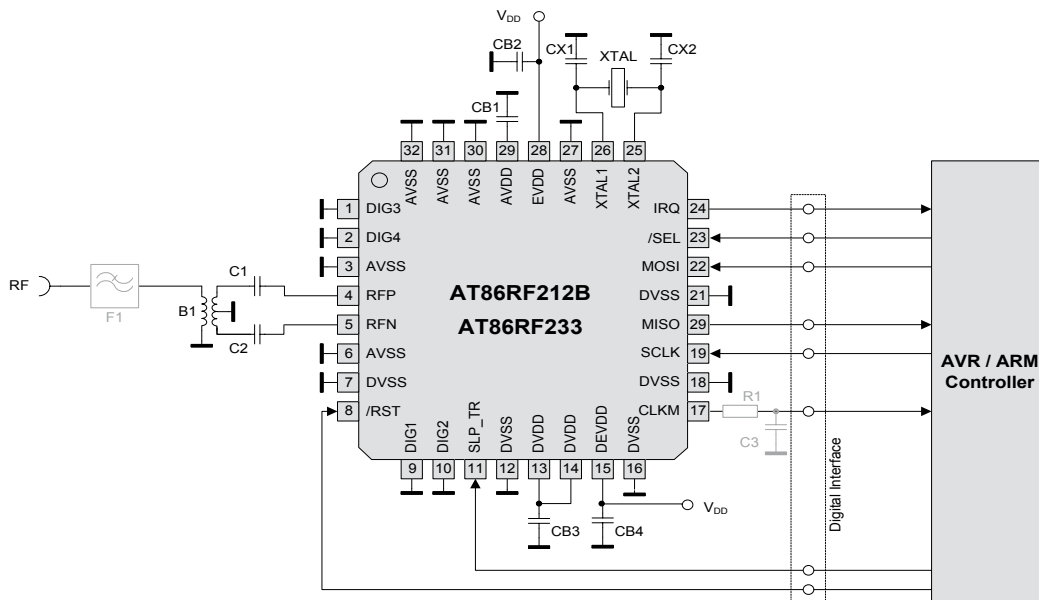 VDD
CB2
CX1
XTAL
CX2
CB1
32 31 30 29 28 27 26 25
AVSS AVSS AVSS AVDD EVDD AVSS XTAL1 XTAL2
1 DIG3 IRQ 24
2 DIG4 /SEL 23
3 AVSS MOSI 22
RF
F1
B1
C1
4 RFP
AT86RF212B
DVSS 21
C2
5 RFN
AT86RF233
MISO 29
6 AVSS SCLK 19
7 DVSS DVSS 18
8 /RST CLKM 17
R1
C3
AVR / ARM
Controller
DIG1 DIG2 SLP_TR DVSS DVDD DVDD DEVDD DVSS
9 10 11 12 13 14 15 16
CB3
CB4
VDD
Digital Interface